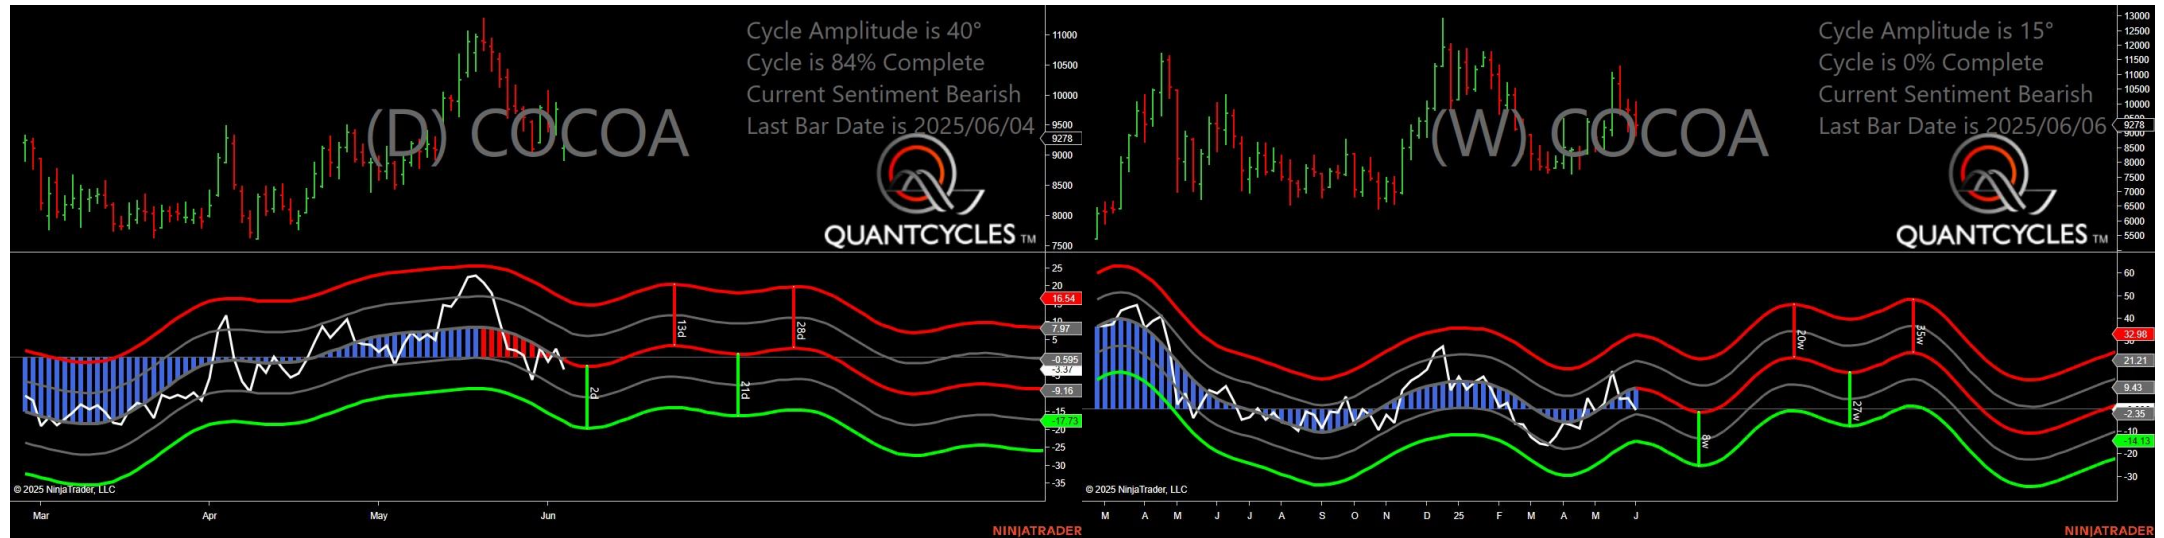 Cycle Amplitude is 40°
Cycle is 84% Complete
Current Sentiment Bearish
Last Bar Date is 2025/06/04
(D) COCOA
QUANTCYCLES TM
11000
10500
10000
9500
9278
9000
8500
8000
7500
25
20
16.54
10
7.97
5
-0.595
-3.37
-9.16
-15
-17.73
-20
-25
-30
-35
13d
28d
2d
21d
© 2025 NinjaTrader, LLC
Mar Apr May Jun
NINJATRADER
Cycle Amplitude is 15°
Cycle is 0% Complete
Current Sentiment Bearish
Last Bar Date is 2025/06/06
(W) COCOA
QUANTCYCLES TM
13000
12500
12000
11500
11000
10500
10000
9278
9000
8500
8000
7500
7000
6500
6000
5500
60
50
40
32.98
21.21
9.43
-2.35
-10
-14.13
-20
-30
20w
35w
8w
27w
© 2025 NinjaTrader, LLC
M A M J J A S O N D 25 F M A M J
NINJATRADER